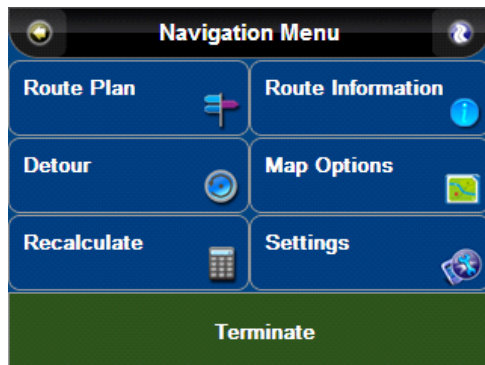 Navigation Menu
Route Plan
Route Information
Detour
Map Options
Recalculate
Settings
Terminate